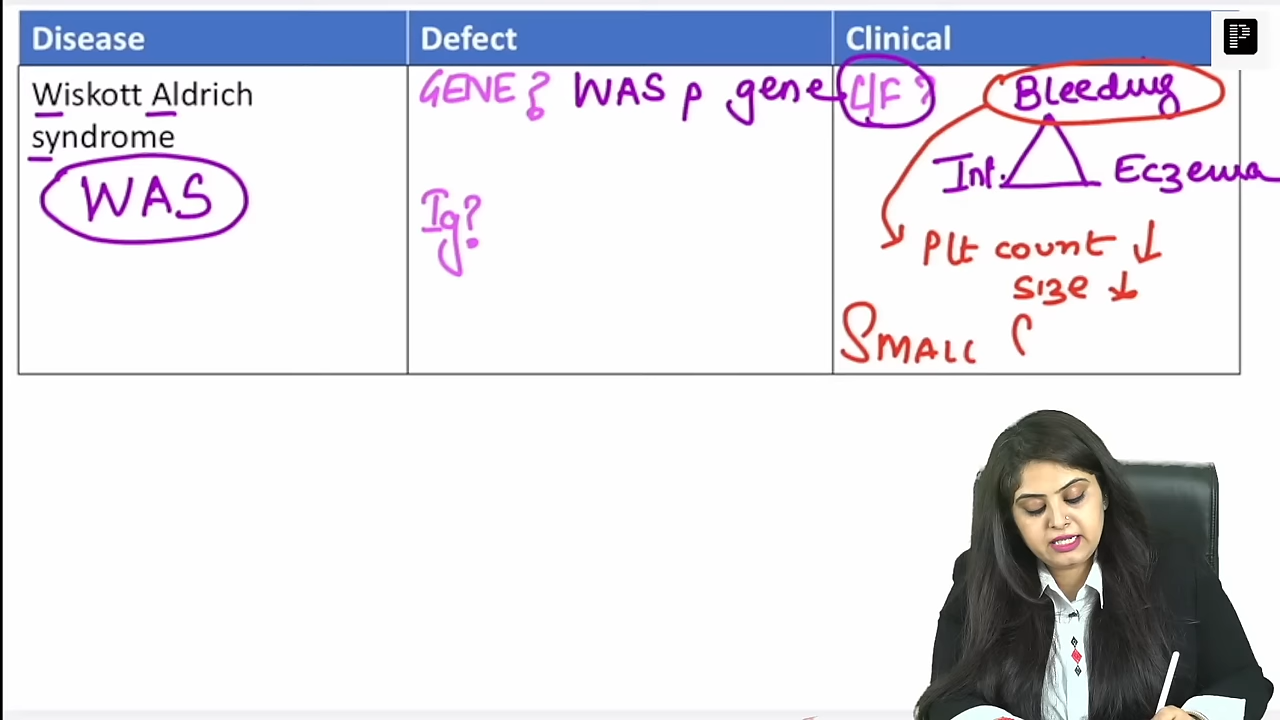 Disease Defect Clinical
Wiskott Aldrich syndrome
WAS
GENE? WAS p gene
Ig?
C/F ?
Bleeding
Inf. Eczema
Plt count ↓
size ↓
SMALL
P